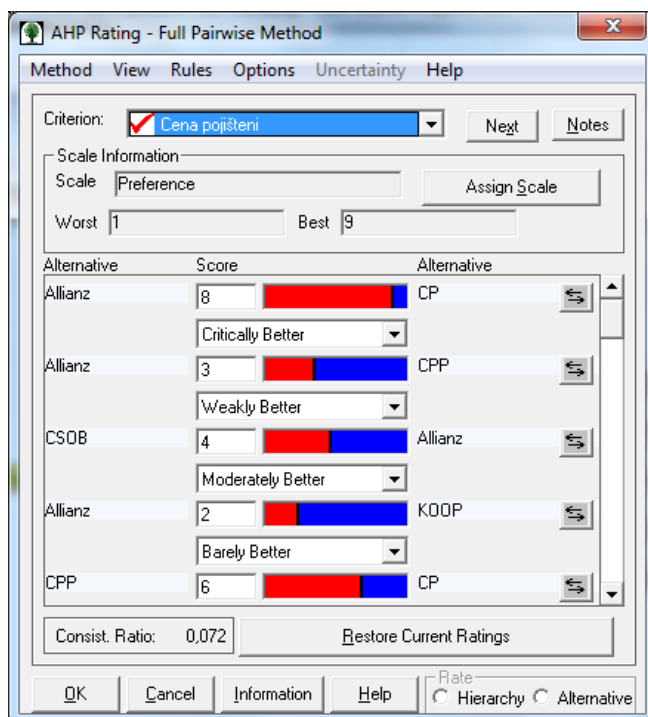 AHP Rating - Full Pairwise Method
Method View Rules Options Uncertainty Help
Criterion: Cena pojišteni Next Notes
Scale Information
Scale Preference Assign Scale
Worst 1 Best 9
Alternative Score Alternative
Allianz 8 CP
Critically Better
Allianz 3 CPP
Weakly Better
CSOB 4 Allianz
Moderately Better
Allianz 2 KOOP
Barely Better
CPP 6 CP
Consist. Ratio: 0,072 Restore Current Ratings
Rate
OK Cancel Information Help Hierarchy Alternative